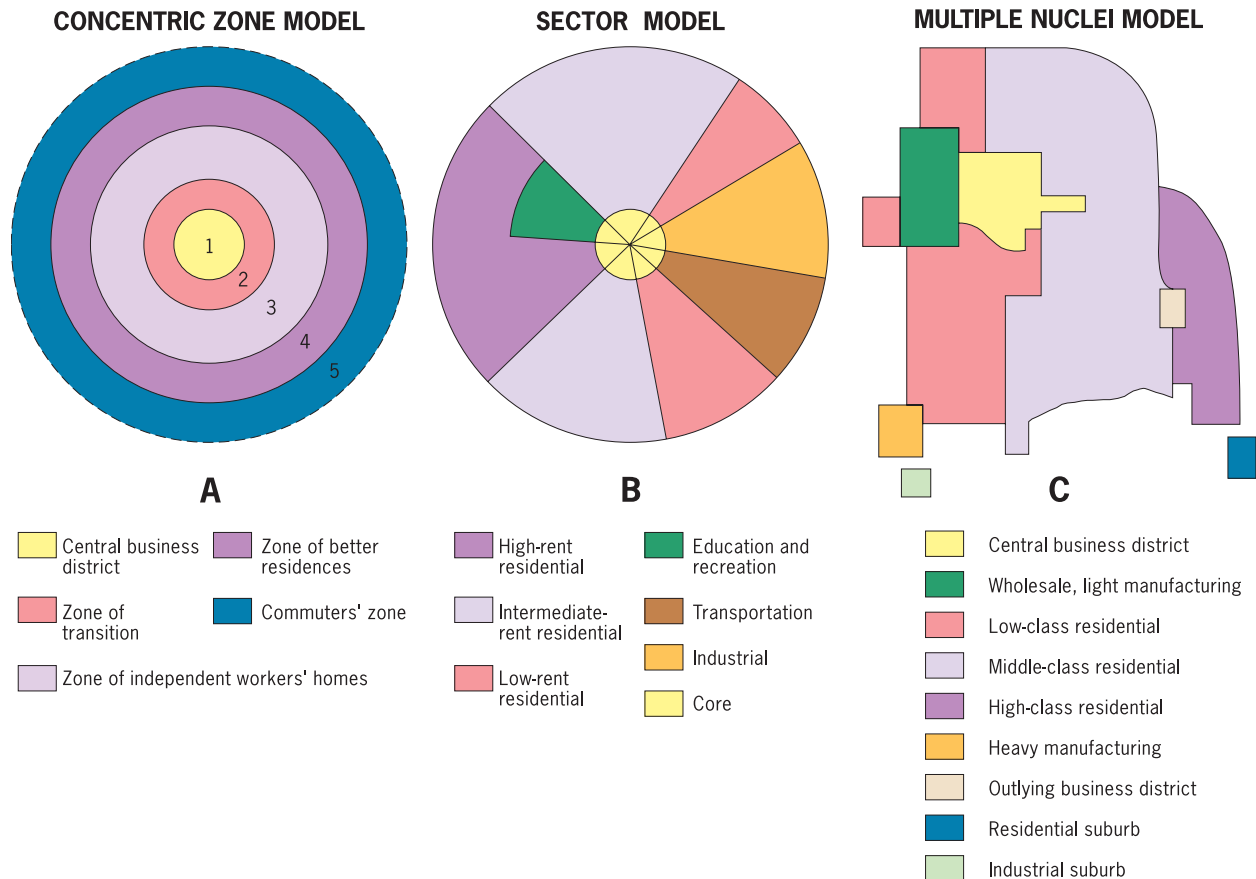 CONCENTRIC ZONE MODEL
1
2
3
4
5
A
Central business
district
Zone of
transition
Zone of independent workers' homes
Zone of better
residences
Commuters' zone
SECTOR MODEL
B
High-rent
residential
Intermediate-
rent residential
Low-rent
residential
Education and
recreation
Transportation
Industrial
Core
MULTIPLE NUCLEI MODEL
C
Central business district
Wholesale, light manufacturing
Low-class residential
Middle-class residential
High-class residential
Heavy manufacturing
Outlying business district
Residential suburb
Industrial suburb